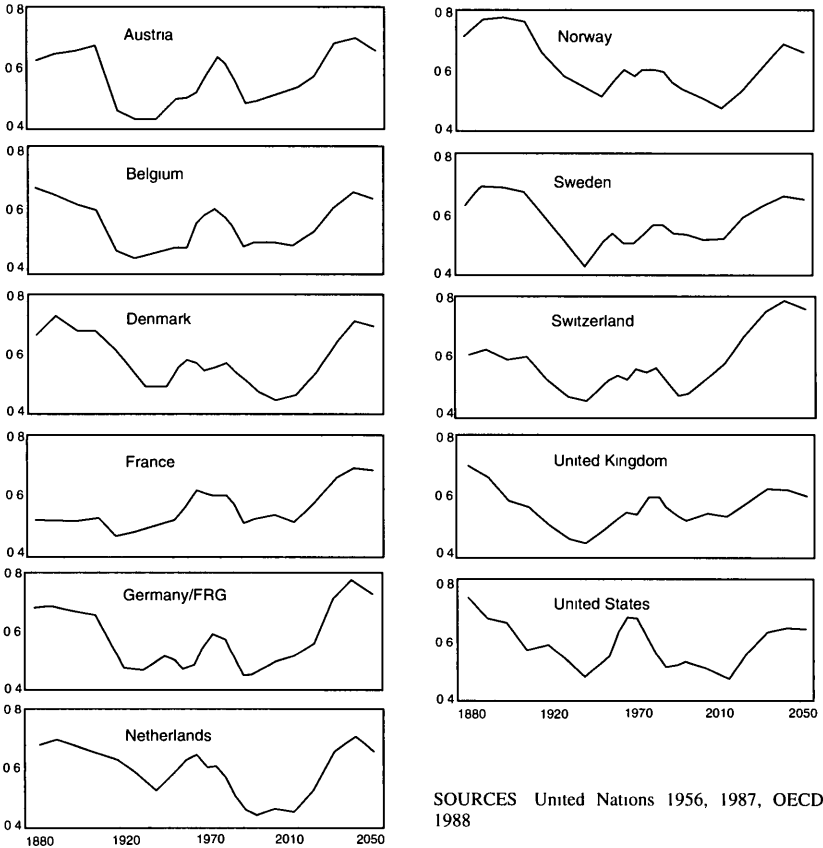 0 8
Austria
0 6
0 4
0 8
Belgium
0 6
0 4
0 8
Denmark
0 6
0 4
0 8
France
0 6
0 4
0 8
Germany/FRG
0 6
0 4
0 8
Netherlands
0 6
0 4
1880 1920 1970 2010 2050
0 8
Norway
0 6
0 4
0 8
Sweden
0 6
0 4
0 8
Switzerland
0 6
0 4
0 8
United Kingdom
0 6
0 4
0 8
United States
0 6
0 4
1880 1920 1970 2010 2050
SOURCES United Nations 1956, 1987, OECD
1988